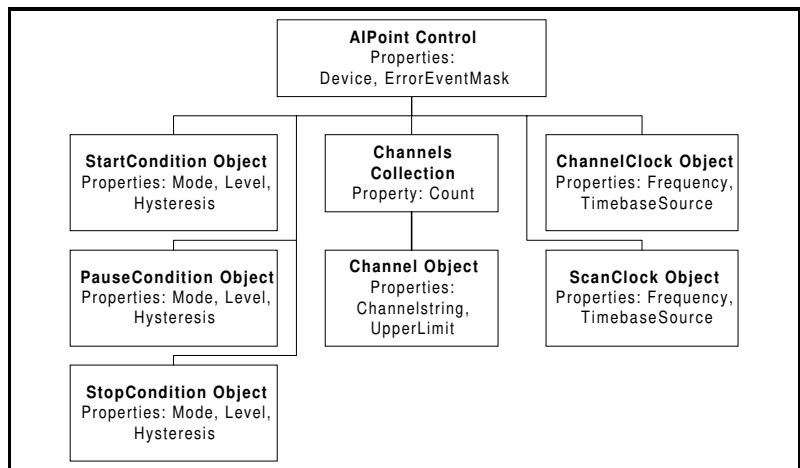 AIPoint Control
Properties:
Device, ErrorEventMask
StartCondition Object
Properties: Mode, Level,
Hysteresis
Channels
Collection
Property: Count
ChannelClock Object
Properties: Frequency,
TimebaseSource
PauseCondition Object
Properties: Mode, Level,
Hysteresis
Channel Object
Properties:
Channelstring,
UpperLimit
ScanClock Object
Properties: Frequency,
TimebaseSource
StopCondition Object
Properties: Mode, Level,
Hysteresis